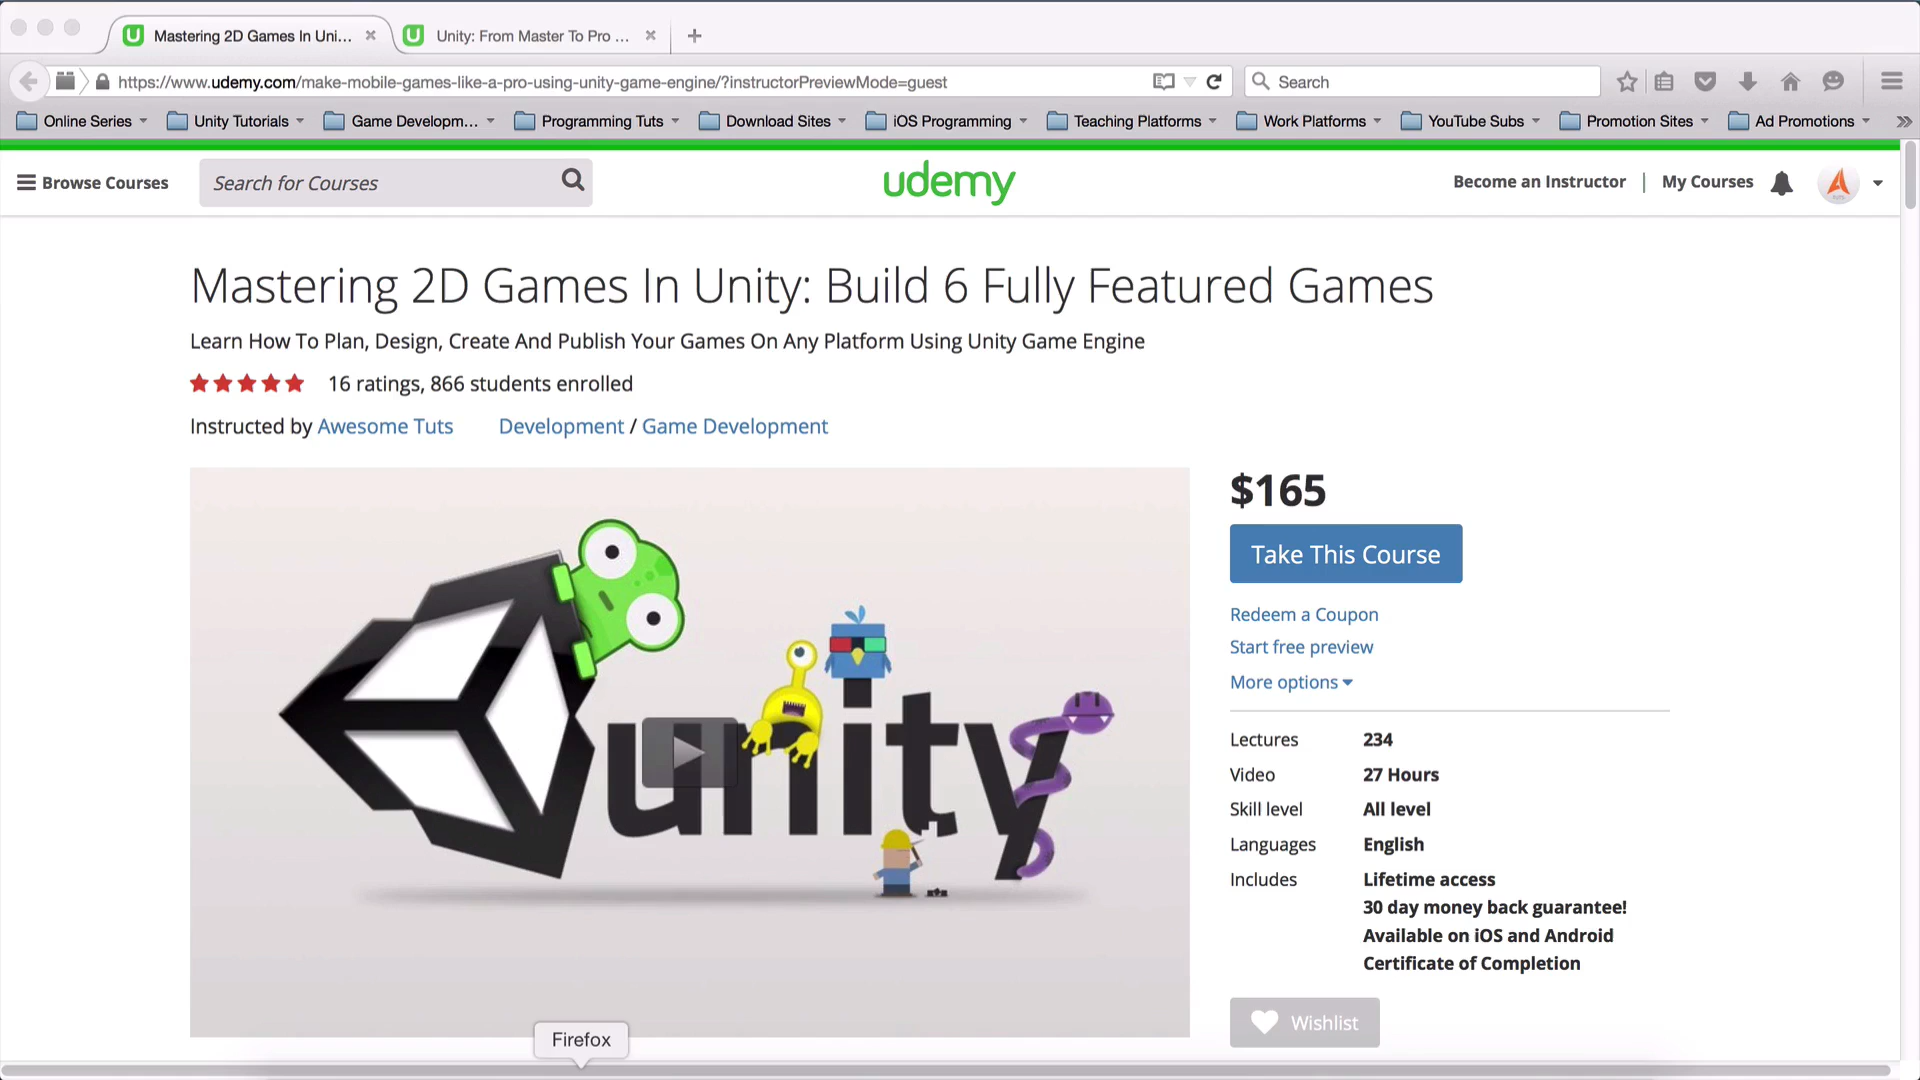 Mastering 2D Games In Uni...
Unity: From Master To Pro ...
https://www.udemy.com/make-mobile-games-like-a-pro-using-unity-game-engine/?instructorPreviewMode=guest
Search
Online Series
Unity Tutorials
Game Developm...
Programming Tuts
Download Sites
iOS Programming
Teaching Platforms
Work Platforms
YouTube Subs
Promotion Sites
Ad Promotions
Browse Courses
Search for Courses
udemy
Become an Instructor | My Courses
Mastering 2D Games In Unity: Build 6 Fully Featured Games
Learn How To Plan, Design, Create And Publish Your Games On Any Platform Using Unity Game Engine
16 ratings, 866 students enrolled
Instructed by Awesome Tuts Development / Game Development
unity
$165
Take This Course
Redeem a Coupon
Start free preview
More options
Lectures 234
Video 27 Hours
Skill level All level
Languages English
Includes Lifetime access
30 day money back guarantee!
Available on iOS and Android
Certificate of Completion
Wishlist
Firefox